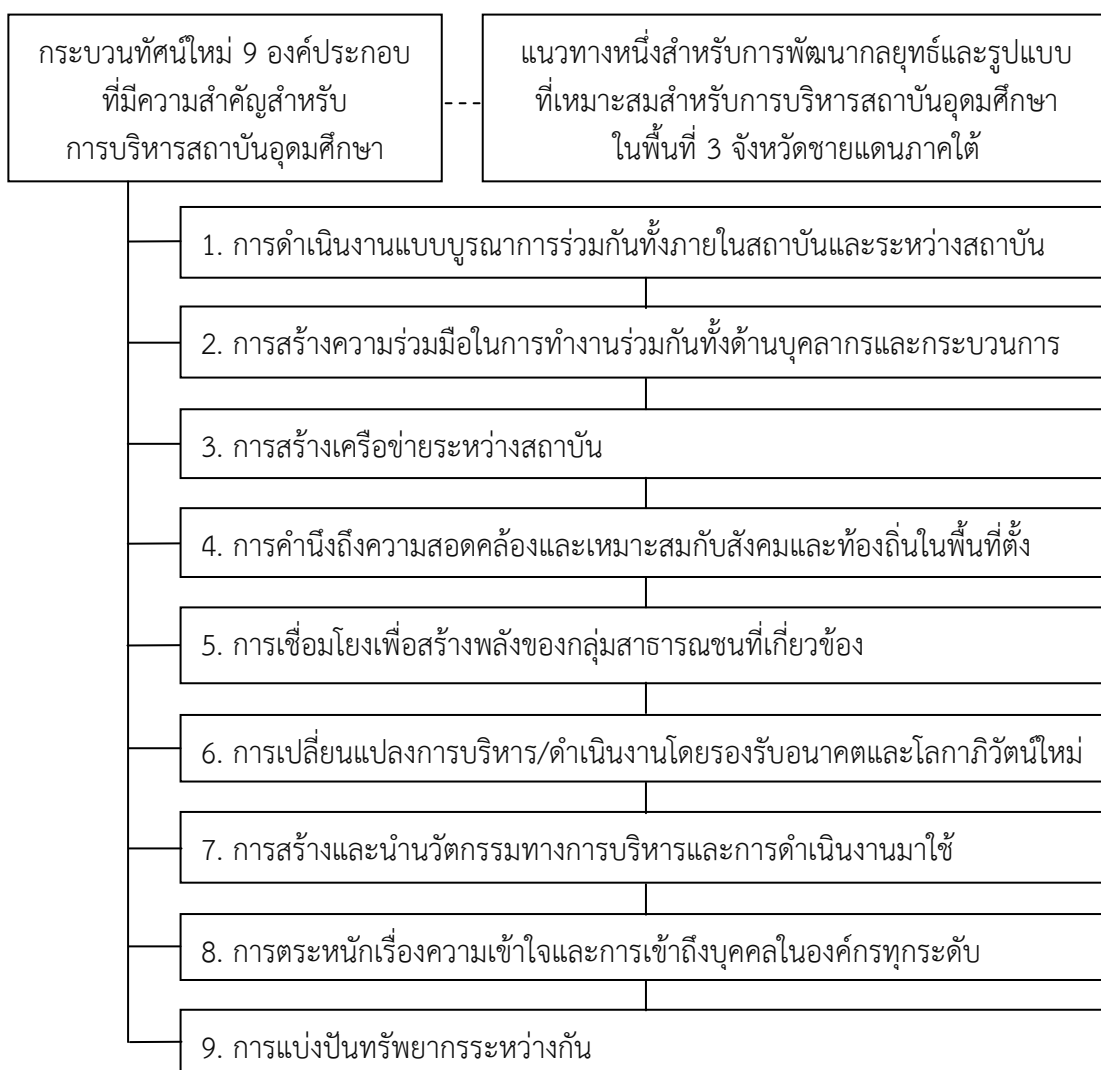 กระบวนทัศน์ใหม่ 9 องค์ประกอบ
ที่มีความสำคัญสำหรับ
การบริหารสถาบันอุดมศึกษา
แนวทางหนึ่งสำหรับการพัฒนากลยุทธ์และรูปแบบ
ที่เหมาะสมสำหรับการบริหารสถาบันอุดมศึกษา
ในพื้นที่ 3 จังหวัดชายแดนภาคใต้
1. การดำเนินงานแบบบูรณาการร่วมกันทั้งภายในสถาบันและระหว่างสถาบัน
2. การสร้างความร่วมมือในการทำงานร่วมกันทั้งด้านบุคลากรและกระบวนการ
3. การสร้างเครือข่ายระหว่างสถาบัน
4. การคำนึงถึงความสอดคล้องและเหมาะสมกับสังคมและท้องถิ่นในพื้นที่ตั้ง
5. การเชื่อมโยงเพื่อสร้างพลังของกลุ่มสาธารณชนที่เกี่ยวข้อง
6. การเปลี่ยนแปลงการบริหาร/ดำเนินงานโดยรองรับอนาคตและโลกาภิวัตน์ใหม่
7. การสร้างและนำนวัตกรรมทางการบริหารและการดำเนินงานมาใช้
8. การตระหนักเรื่องความเข้าใจและการเข้าถึงบุคคลในองค์กรทุกระดับ
9. การแบ่งปันทรัพยากรระหว่างกัน